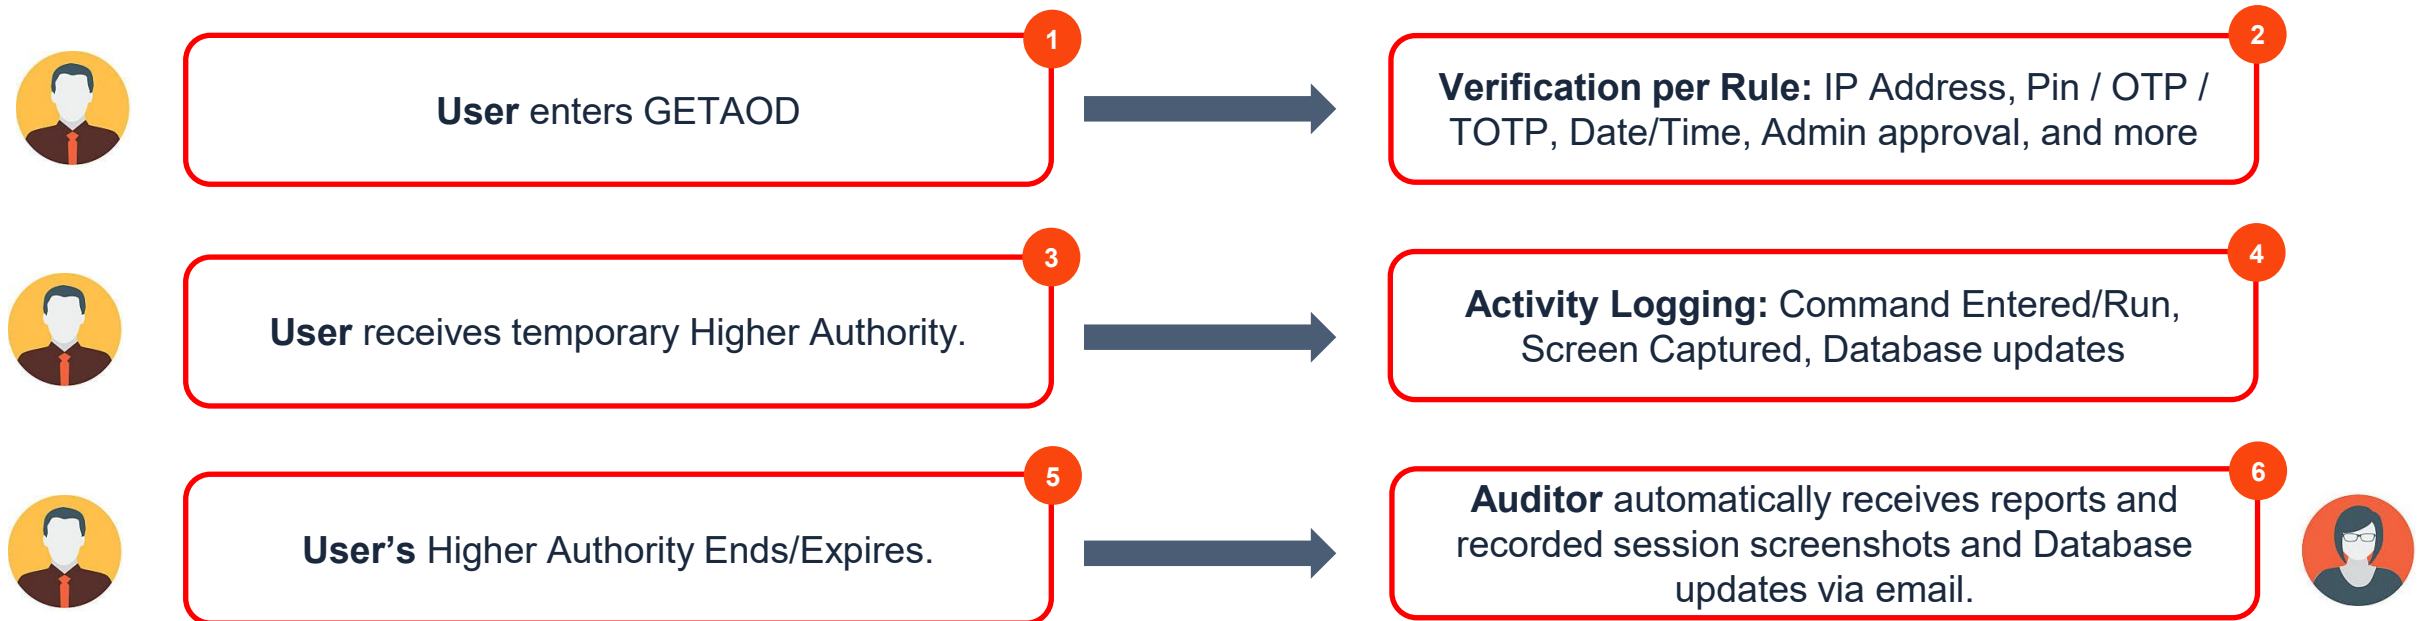 1
User enters GETAOD
2
Verification per Rule: IP Address, Pin / OTP /
TOTP, Date/Time, Admin approval, and more
3
User receives temporary Higher Authority.
4
Activity Logging: Command Entered/Run,
Screen Captured, Database updates
5
User’s Higher Authority Ends/Expires.
6
Auditor automatically receives reports and
recorded session screenshots and Database
updates via email.